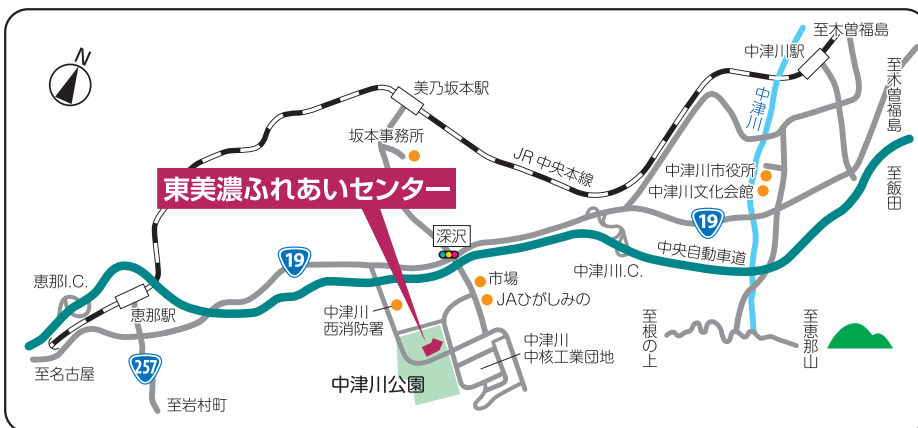 N
至木曽福島
中津川駅
至木曽福島
美乃坂本駅
中津川
坂本事務所
JR中央本線
中津川市役所
中津川文化会館
至飯田
東美濃ふれあいセンター
19
深沢
中央自動車道
19
中津川I.C.
恵那I.C.
市場
JAひがしみの
恵那駅
中津川
西消防署
至根の上
至恵那山
中津川
中核工業団地
至名古屋
257
中津川公園
至岩村町